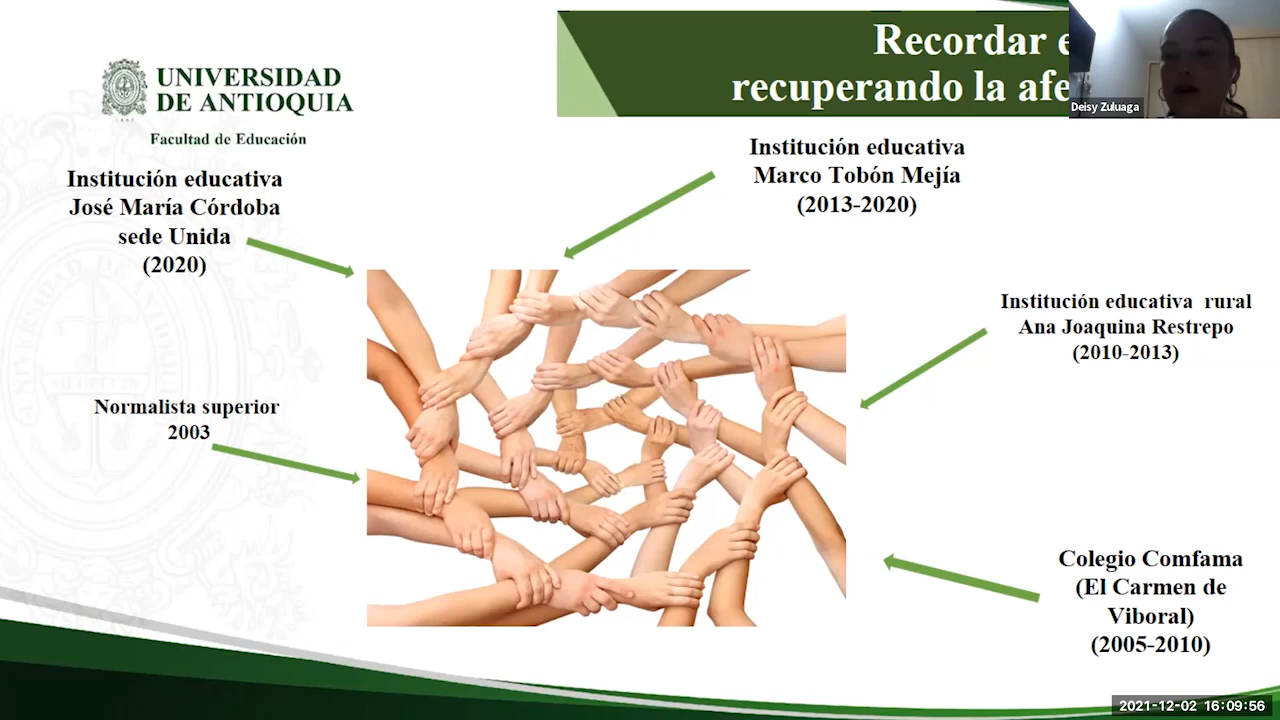 UNIVERSIDAD
DE ANTIOQUIA
Facultad de Educación
Recordar
recuperando la
Deisy Zuluaga
Institución educativa
Marco Tobón Mejía
(2013-2020)
Institución educativa
José María Córdoba
sede Unida
(2020)
Institución educativa rural
Ana Joaquina Restrepo
(2010-2013)
Normalista superior
2003
Colegio Comfama
(El Carmen de
Viboral)
(2005-2010)
2021-12-02 16:09:56